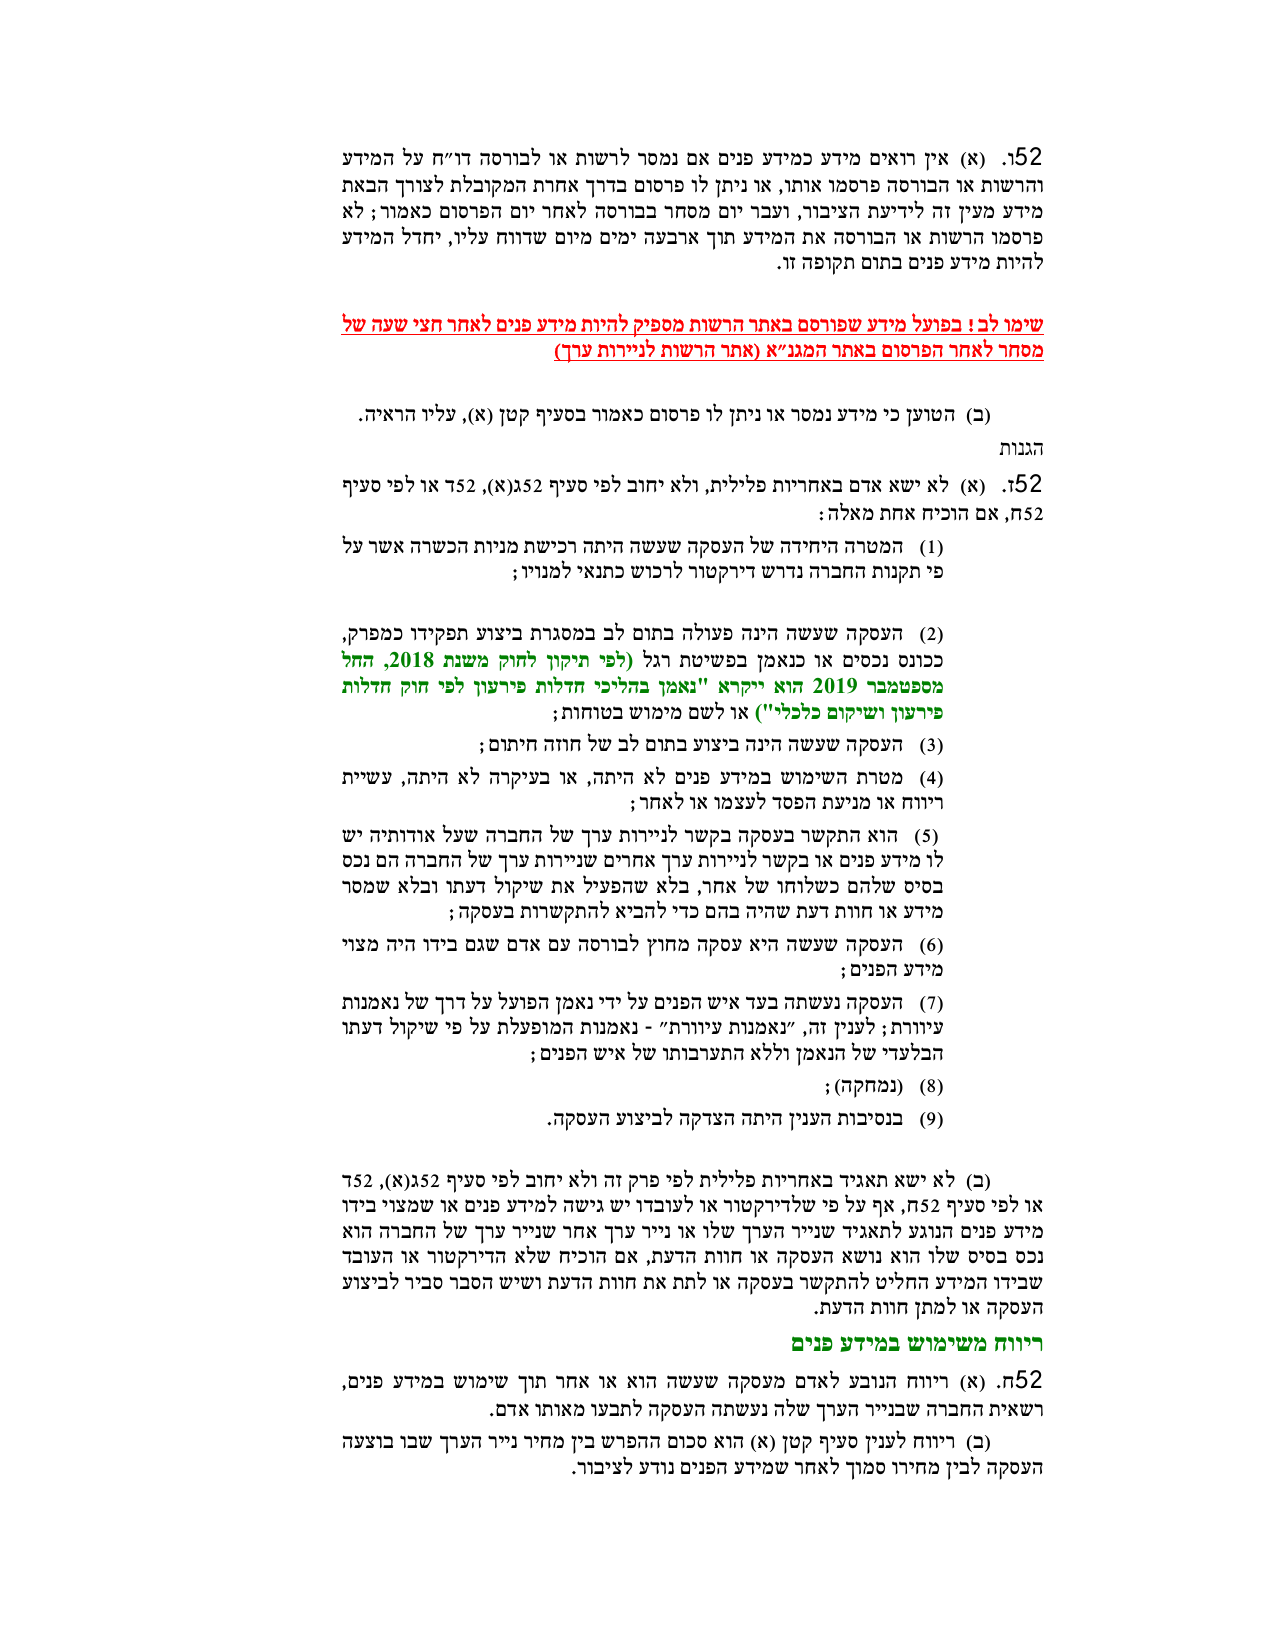 52ו. (א) אין רואים מידע כמידע פנים אם נמסר לרשות או לבורסה דו״ח על המידע
והרשות או הבורסה פרסמו אותו, או ניתן לו פרסום בדרך אחרת המקובלת לצורך הבאת
מידע מעין זה לידיעת הציבור, ועבר יום מסחר בבורסה לאחר יום הפרסום כאמור; לא
פרסמו הרשות או הבורסה את המידע תוך ארבעה ימים מיום שדווח עליו, יחדל המידע
להיות מידע פנים בתום תקופה זו.
שימו לב! בפועל מידע שפורסם באתר הרשות מספיק להיות מידע פנים לאחר חצי שעה של
מסחר לאחר הפרסום באתר המגנ״א (אתר הרשות לניירות ערך)
(ב) הטוען כי מידע נמסר או ניתן לו פרסום כאמור בסעיף קטן (א), עליו הראיה.
הגנות
52ז. (א) לא ישא אדם באחריות פלילית, ולא יחוב לפי סעיף 52ג(א), 52ד או לפי סעיף
52ח, אם הוכיח אחת מאלה:
(1) המטרה היחידה של העסקה שעשה היתה רכישת מניות הכשרה אשר על
פי תקנות החברה נדרש דירקטור לרכוש כתנאי למנויו;
(2) העסקה שעשה הינה פעולה בתום לב במסגרת ביצוע תפקידו כמפרק,
ככונס נכסים או כנאמן בפשיטת רגל (לפי תיקון לחוק משנת 2018, החל
מספטמבר 2019 הוא ייקרא "נאמן בהליכי חדלות פירעון לפי חוק חדלות
פירעון ושיקום כלכלי") או לשם מימוש בטוחות;
(3) העסקה שעשה הינה ביצוע בתום לב של חוזה חיתום;
(4) מטרת השימוש במידע פנים לא היתה, או בעיקרה לא היתה, עשיית
ריווח או מניעת הפסד לעצמו או לאחר;
(5) הוא התקשר בעסקה בקשר לניירות ערך של החברה שעל אודותיה יש
לו מידע פנים או בקשר לניירות ערך אחרים שניירות ערך של החברה הם נכס
בסיס שלהם כשלוחו של אחר, בלא שהפעיל את שיקול דעתו ובלא שמסר
מידע או חוות דעת שהיה בהם כדי להביא להתקשרות בעסקה;
(6) העסקה שעשה היא עסקה מחוץ לבורסה עם אדם שגם בידו היה מצוי
מידע הפנים;
(7) העסקה נעשתה בעד איש הפנים על ידי נאמן הפועל על דרך של נאמנות
עיוורת; לענין זה, ״נאמנות עיוורת״ - נאמנות המופעלת על פי שיקול דעתו
הבלעדי של הנאמן וללא התערבותו של איש הפנים;
(8) (נמחקה);
(9) בנסיבות הענין היתה הצדקה לביצוע העסקה.
(ב) לא ישא תאגיד באחריות פלילית לפי פרק זה ולא יחוב לפי סעיף 52ג(א), 52ד
או לפי סעיף 52ח, אף על פי שלדירקטור או לעובדו יש גישה למידע פנים או שמצוי בידו
מידע פנים הנוגע לתאגיד שנייר הערך שלו או נייר ערך אחר שנייר ערך של החברה הוא
נכס בסיס שלו הוא נושא העסקה או חוות הדעת, אם הוכיח שלא הדירקטור או העובד
שבידו המידע החליט להתקשר בעסקה או לתת את חוות הדעת ושיש הסבר סביר לביצוע
העסקה או למתן חוות הדעת.
ריווח משימוש במידע פנים
52ח. (א) ריווח הנובע לאדם מעסקה שעשה הוא או אחר תוך שימוש במידע פנים,
רשאית החברה שבנייר הערך שלה נעשתה העסקה לתבעו מאותו אדם.
(ב) ריווח לענין סעיף קטן (א) הוא סכום ההפרש בין מחיר נייר הערך שבו בוצעה
העסקה לבין מחירו סמוך לאחר שמידע הפנים נודע לציבור.